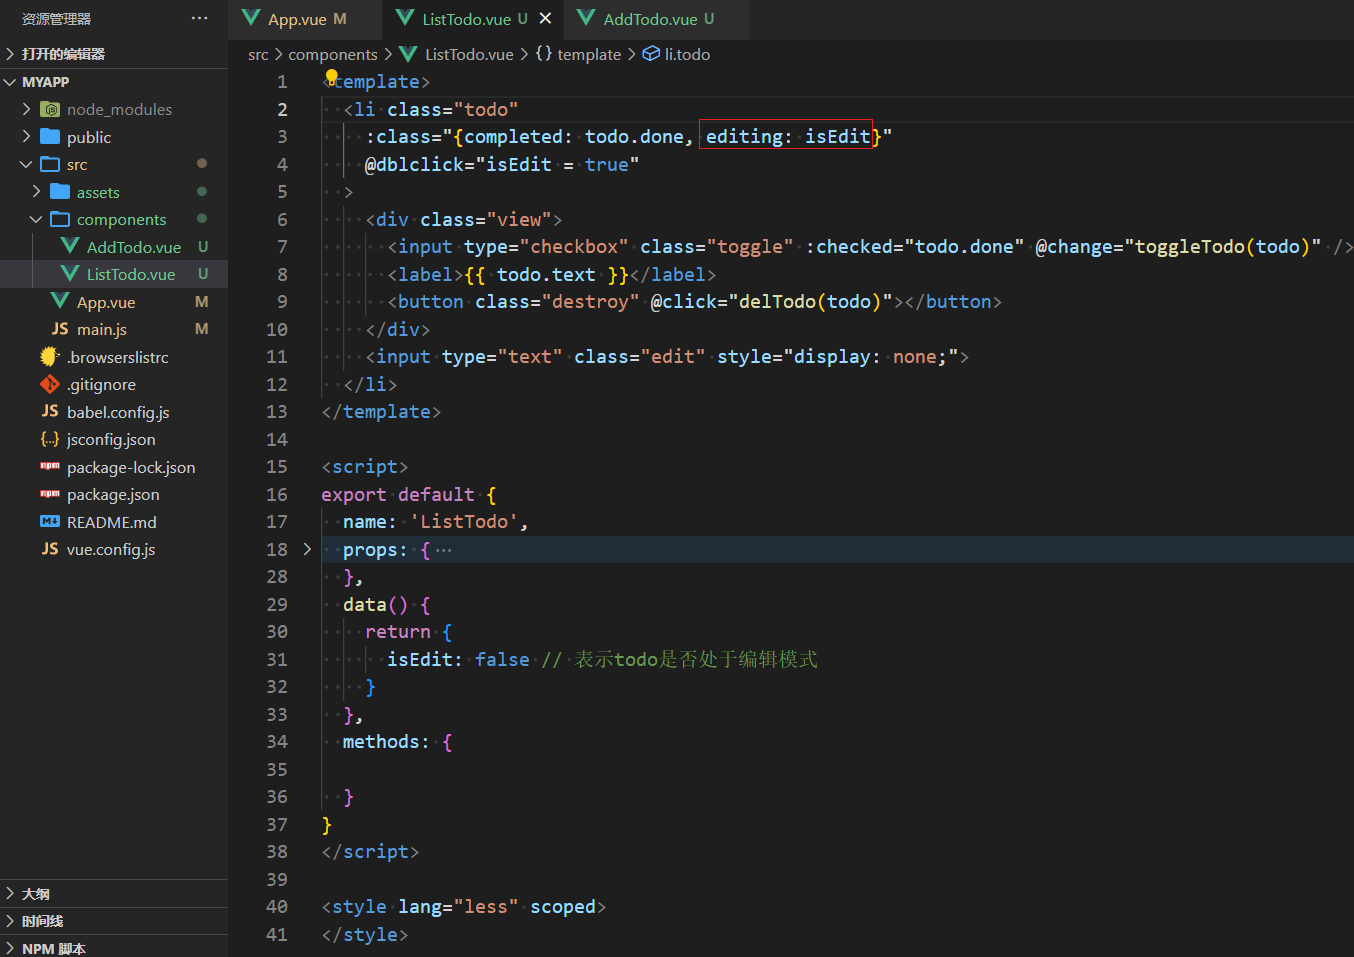 资源管理器 ···
打开的编辑器
MYAPP
node_modules
public
src
assets
components
AddTodo.vue U
ListTodo.vue U
App.vue M
JS main.js M
.browserslistrc
.gitignore
JS babel.config.js
{..} jsconfig.json
npm package-lock.json
npm package.json
README.md
JS vue.config.js
大纲
时间线
NPM 脚本
App.vue M ListTodo.vue U AddTodo.vue U
src > components > ListTodo.vue > {} template > li.todo
1 <template>
2 <li class="todo"
3 :class="{completed: todo.done, editing: isEdit}"
4 @dblclick="isEdit = true"
5 >
6 <div class="view">
7 <input type="checkbox" class="toggle" :checked="todo.done" @change="toggleTodo(todo)" />
8 <label>{{ todo.text }}</label>
9 <button class="destroy" @click="delTodo(todo)"></button>
10 </div>
11 <input type="text" class="edit" style="display: none;">
12 </li>
13 </template>
14
15 <script>
16 export default {
17 name: 'ListTodo',
18 props: { ···
28 },
29 data() {
30 return {
31 isEdit: false // 表示todo是否处于编辑模式
32 }
33 },
34 methods: {
35
36 }
37 }
38 </script>
39
40 <style lang="less" scoped>
41 </style>